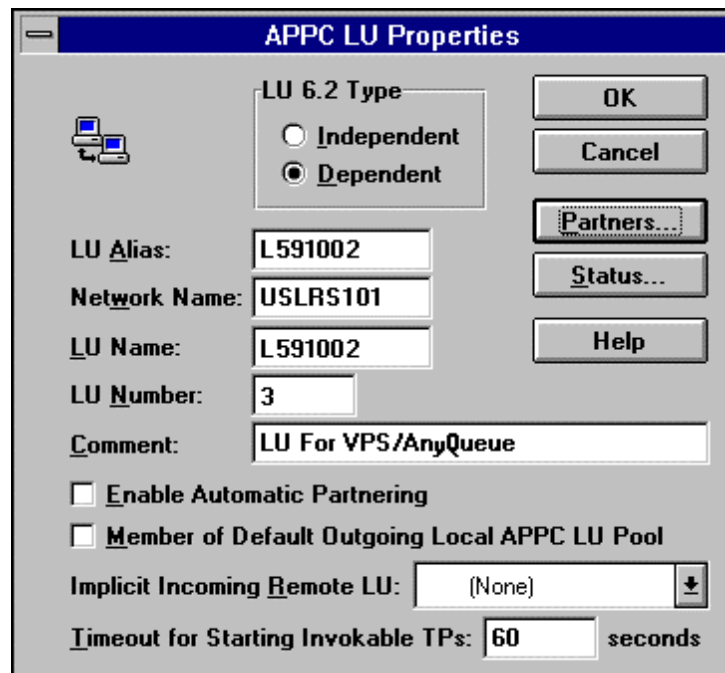 APPC LU Properties
LU 6.2 Type
Independent
Dependent
OK
Cancel
Partners...
Status...
Help
LU Alias: L591002
Network Name: USLRS101
LU Name: L591002
LU Number: 3
Comment: LU For VPS/AnyQueue
Enable Automatic Partnering
Member of Default Outgoing Local APPC LU Pool
Implicit Incoming Remote LU: (None)
Timeout for Starting Invokable TPs: 60 seconds